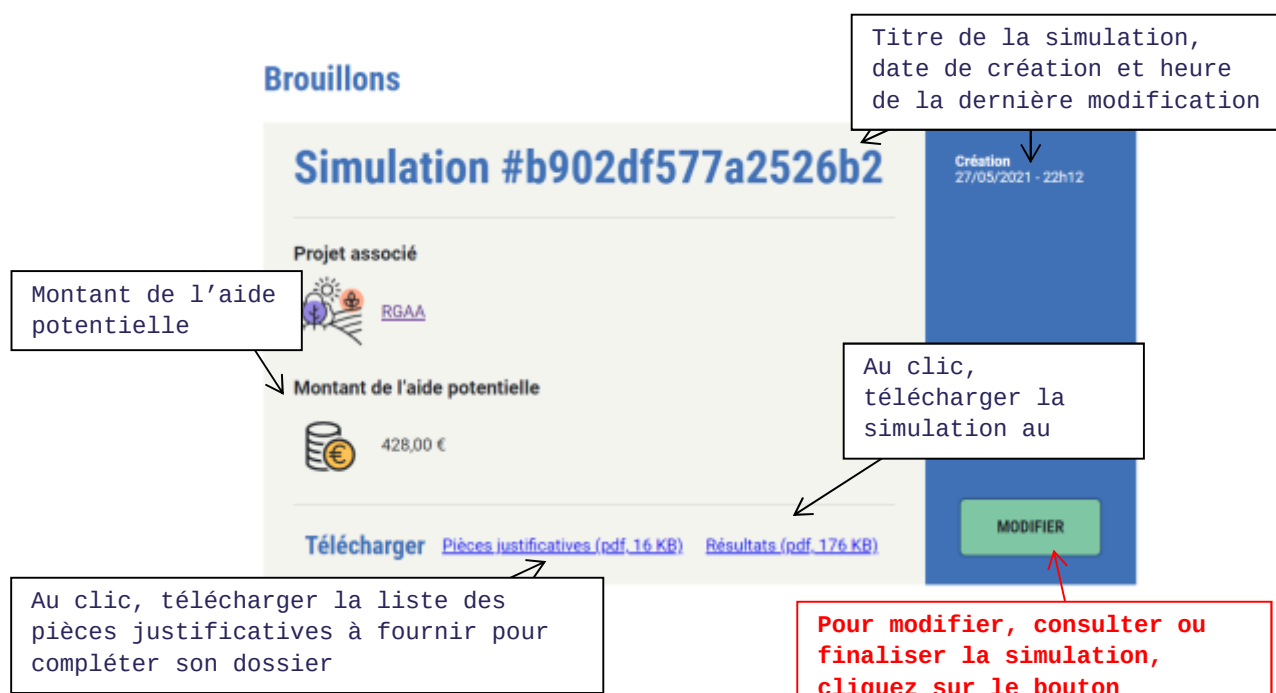 Titre de la simulation,
date de création et heure
de la dernière modification
Brouillons
Simulation #b902df577a2526b2
Création
27/05/2021 - 22h12
Projet associé
RGAA
Montant de l'aide
potentielle
Montant de l'aide potentielle
428,00 €
Au clic,
télécharger la
simulation au
MODIFIER
Télécharger Pièces justificatives (pdf, 16 KB) Résultats (pdf, 176 KB)
Au clic, télécharger la liste des
pièces justificatives à fournir pour
compléter son dossier
Pour modifier, consulter ou
finaliser la simulation,
cliquez sur le bouton